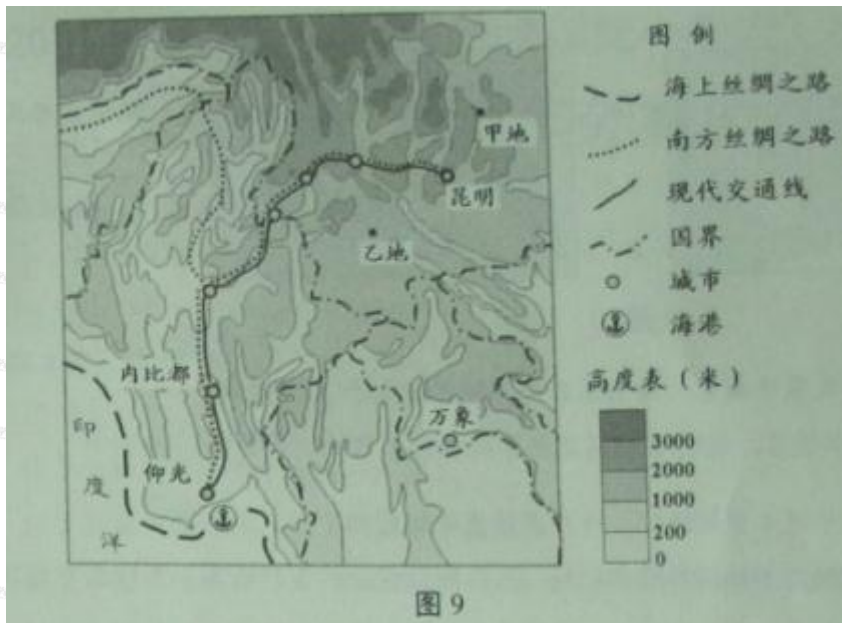 图 例
海上丝绸之路
南方丝绸之路
现代交通线
国界
城市
海港
高度表（米）
3000
2000
1000
200
0
甲地
昆明
乙地
内比都
万象
仰光
印
度
洋
图 9